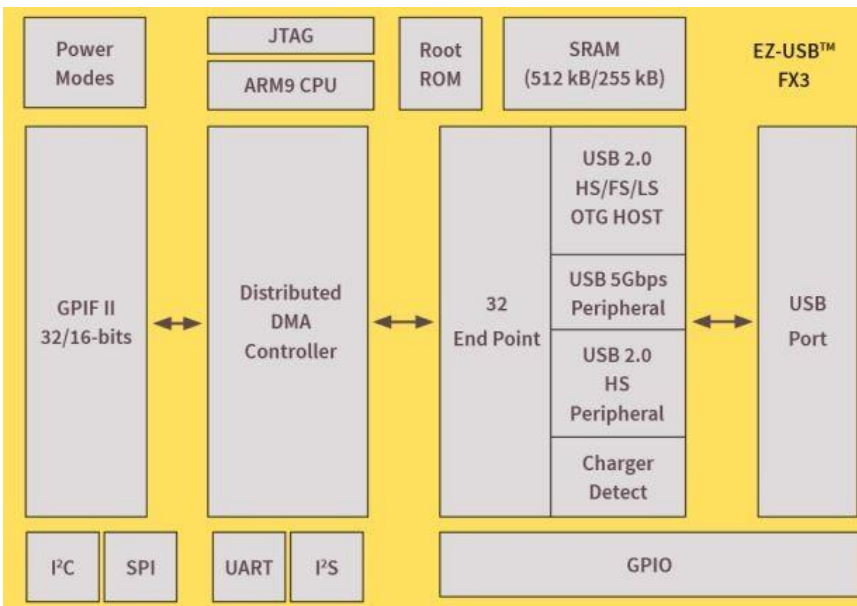 Power
Modes
JTAG
ARM9 CPU
Root
ROM
SRAM
(512 kB/255 kB)
EZ-USB™
FX3
GPIF II
32/16-bits
Distributed
DMA
Controller
32
End Point
USB 2.0
HS/FS/LS
OTG HOST
USB 5Gbps
Peripheral
USB 2.0
HS
Peripheral
Charger
Detect
USB
Port
I²C
SPI
UART
I²S
GPIO